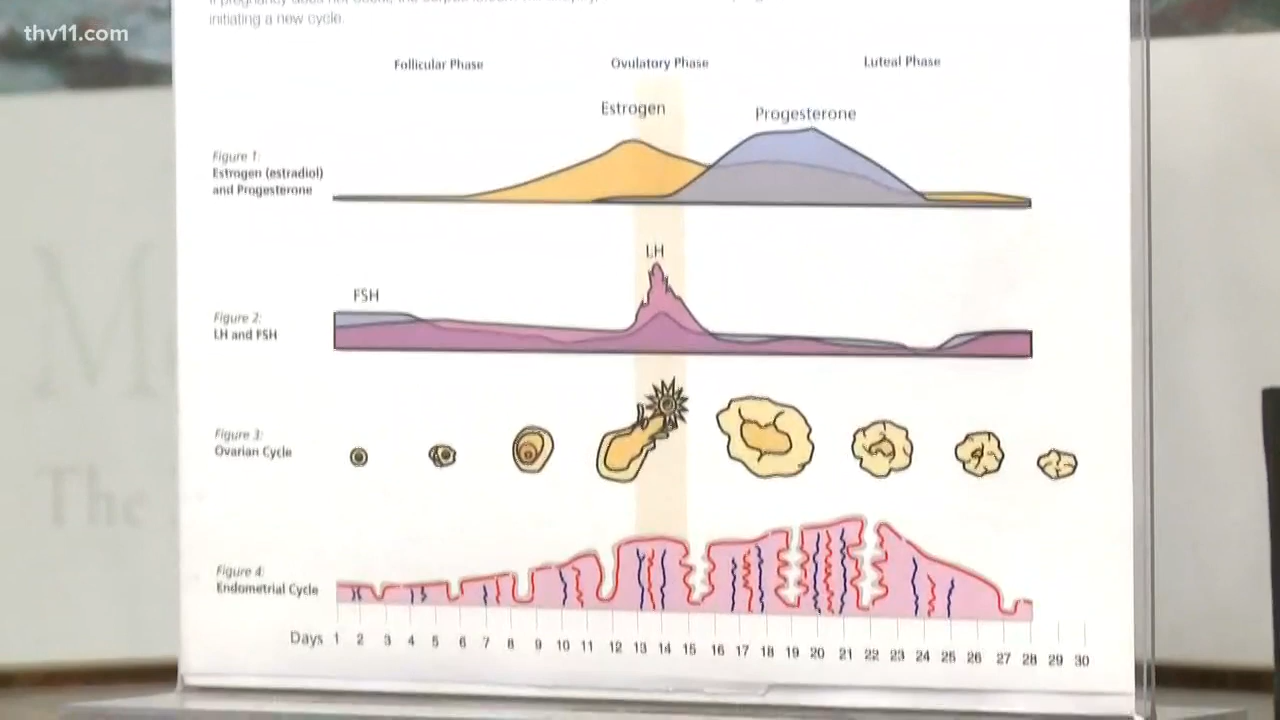 thv11.com
initiating a new cycle.
Follicular Phase Ovulatory Phase Luteal Phase
Estrogen Progesterone
Figure 1:
Estrogen (estradiol)
and Progesterone
LH
FSH
Figure 2:
LH and FSH
Figure 3:
Ovarian Cycle
Figure 4:
Endometrial Cycle
Days 1 2 3 4 5 6 7 8 9 10 11 12 13 14 15 16 17 18 19 20 21 22 23 24 25 26 27 28 29 30
The